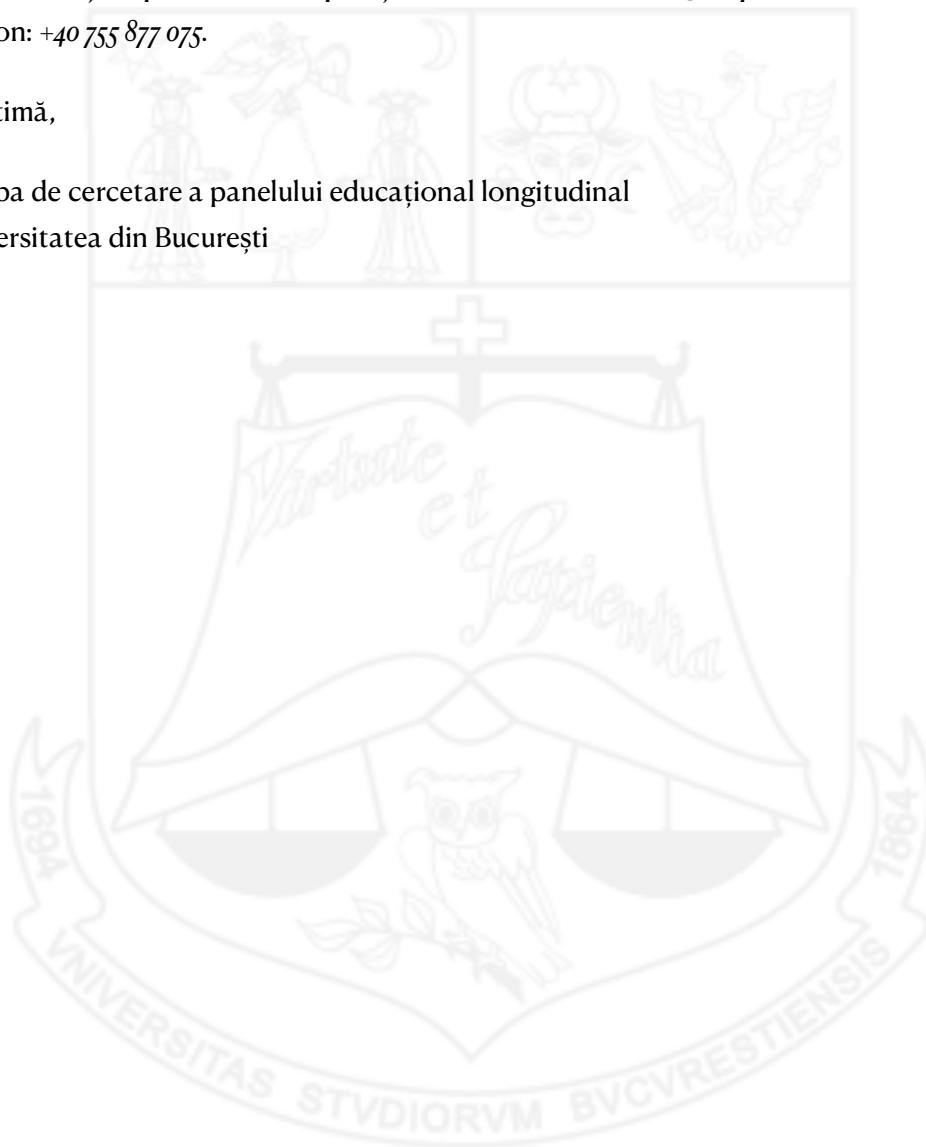 on: +40 755 877 075.
timă,
pa de cercetare a panelului educațional longitudinal
ersitatea din București
Virtute
et
Sapientia
1694
1864
VNIVERSITAS STVDIORVM BVCVRESTIENSIS